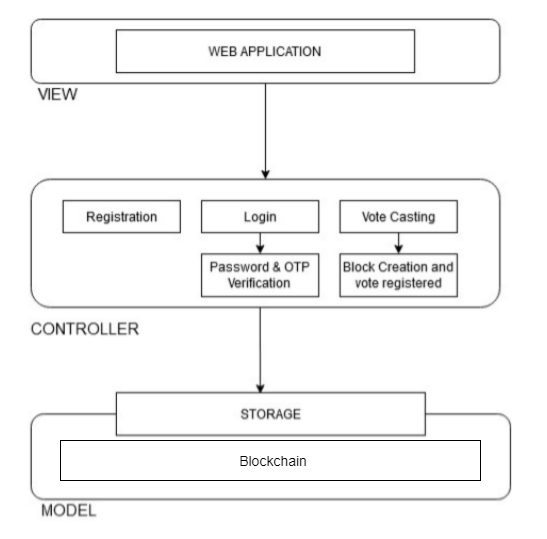 WEB APPLICATION
VIEW
Registration
Login
Vote Casting
Password & OTP
Verification
Block Creation and
vote registered
CONTROLLER
STORAGE
Blockchain
MODEL